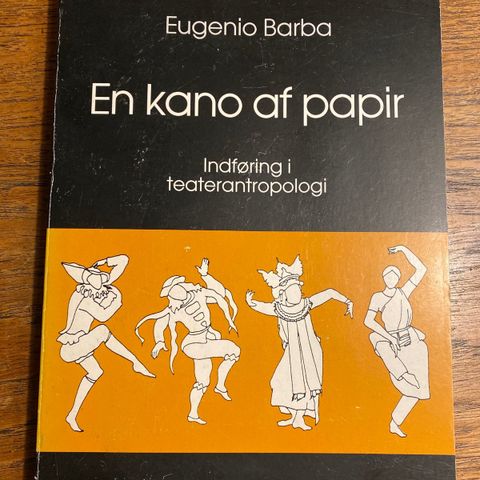 Eugenio Barba
En kano af papir
Indføring i
teaterantropologi